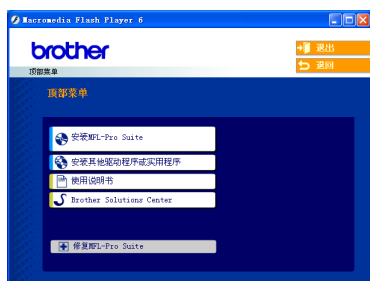 Macromedia Flash Player 6
brother
退出
退回
顶部菜单
顶部菜单
安装MFL-Pro Suite
安装其他驱动程序或实用程序
使用说明书
Brother Solutions Center
修复MFL-Pro Suite